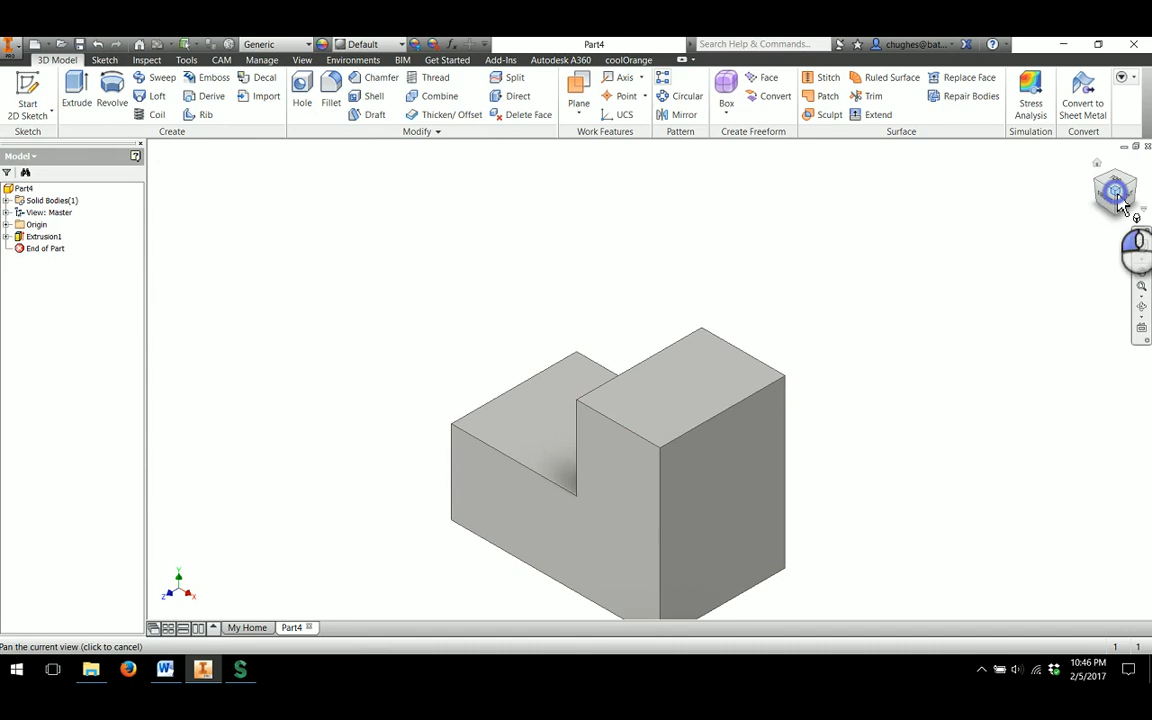 Generic Default Part4 Search Help & Commands... chughes@bat...
3D Model Sketch Inspect Tools CAM Manage View Environments BIM Get Started Add-Ins Autodesk A360 coolOrange
Start 2D Sketch Extrude Revolve Sweep Emboss Decal
Loft Derive Import
Coil Rib
Hole Fillet Chamfer Thread Split
Shell Combine Direct
Draft Thicken/ Offset Delete Face
Plane Axis Point UCS
Circular Mirror
Box Face Convert
Stitch Ruled Surface Replace Face
Patch Trim Repair Bodies
Sculpt Extend
Stress Analysis Convert to Sheet Metal
Sketch Create Modify Work Features Pattern Create Freeform Surface Simulation Convert
Model
Part4
Solid Bodies(1)
View: Master
Origin
Extrusion1
End of Part
Y
Z X
My Home Part4
Pan the current view (click to cancel) 1 1
10:46 PM
2/5/2017